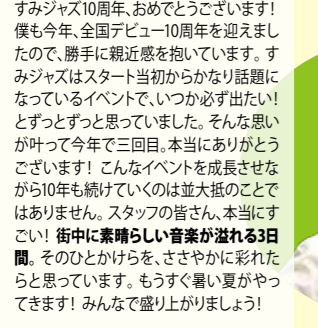 すみジャズ10周年、おめでとうございます!
僕も今年、全国デビュー10周年を迎えまし
たので、勝手に親近感を抱いています。す
みジャズはスタート当初からかなり話題に
なっているイベントで、いつか必ず出たい!
とずっとずっと思っていました。そんな思い
が叶って今年で三回目。本当にありがとう
ございます! こんなイベントを成長させな
がら10年も続けていくのは並大抵のことで
はありません。スタッフの皆さん、本当にす
ごい! 街中に素晴らしい音楽が溢れる3日
間。そのひとかけらを、ささやかに彩れた
らと思っています。もうすぐ暑い夏がやっ
てきます! みんなで盛り上がりましょう!